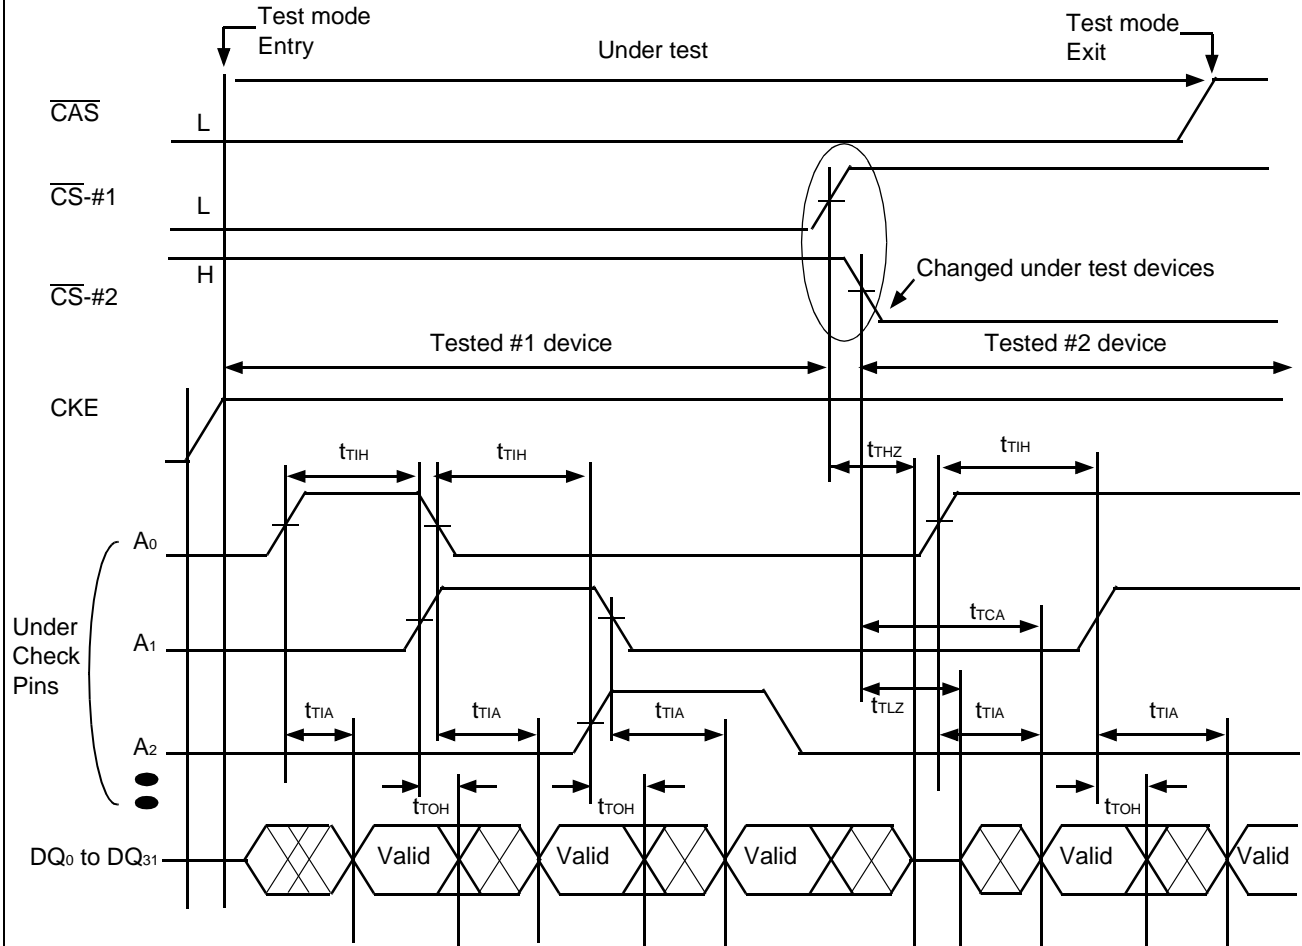 Test mode
Entry
Under test
Test mode
Exit
CAS
L
CS-#1
L
H
CS-#2
Changed under test devices
Tested #1 device
Tested #2 device
CKE
tTIH
tTIH
tTHZ
tTIH
A0
Under
Check
Pins
A1
tTCA
tTLZ
tTIA
tTIA
tTIA
tTIA
tTIA
A2
tTOH
tTOH
tTOH
DQ0 to DQ31
Valid
Valid
Valid
Valid
Valid